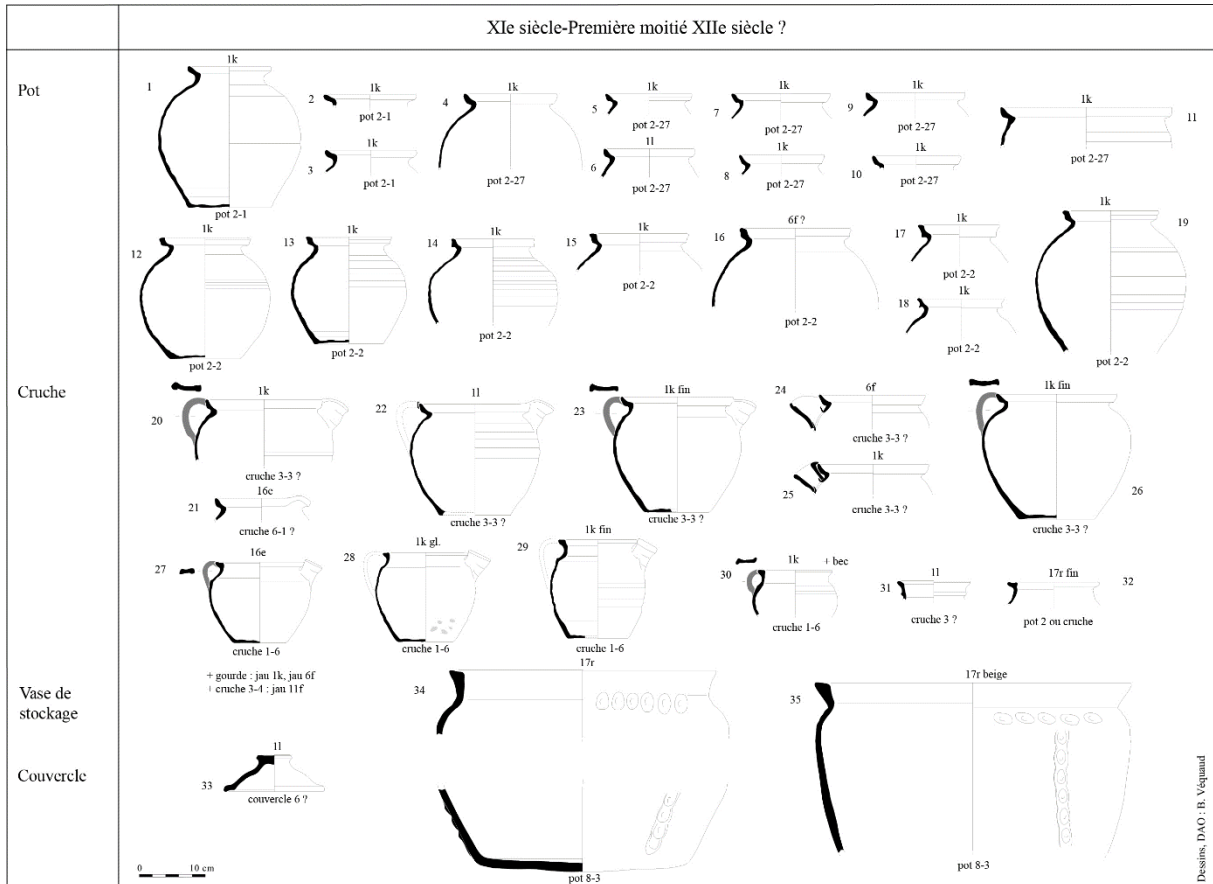 XIe siècle-Première moitié XIIe siècle ?
Pot
1
1k
pot 2-1
2
1k
pot 2-1
3
1k
pot 2-1
4
1k
pot 2-27
5
1k
pot 2-27
6
1l
pot 2-27
7
1k
pot 2-27
8
1k
pot 2-27
9
1k
pot 2-27
10
1k
pot 2-27
11
1k
pot 2-27
12
1k
pot 2-2
13
1k
pot 2-2
14
1k
pot 2-2
15
1k
pot 2-2
16
6f ?
pot 2-2
17
1k
pot 2-2
18
1k
pot 2-2
19
1k
pot 2-2
Cruche
20
1k
cruche 3-3 ?
21
16e
cruche 6-1 ?
22
1l
cruche 3-3 ?
23
1k fin
cruche 3-3 ?
24
6f
cruche 3-3 ?
25
1k
cruche 3-3 ?
26
1k fin
cruche 3-3 ?
27
16e
cruche 1-6
28
1k gl.
cruche 1-6
29
1k fin
cruche 1-6
30
1k
+ bec
cruche 1-6
31
1l
cruche 3 ?
32
17r fin
pot 2 ou cruche
+ gourde : jau 1k, jau 6f
+ cruche 3-4 : jau 11f
Vase de
stockage
34
17r
pot 8-3
35
17r beige
pot 8-3
Couvercle
33
1l
couvercle 6 ?
0 10 cm
Dessins, DAO : B. Véquaud